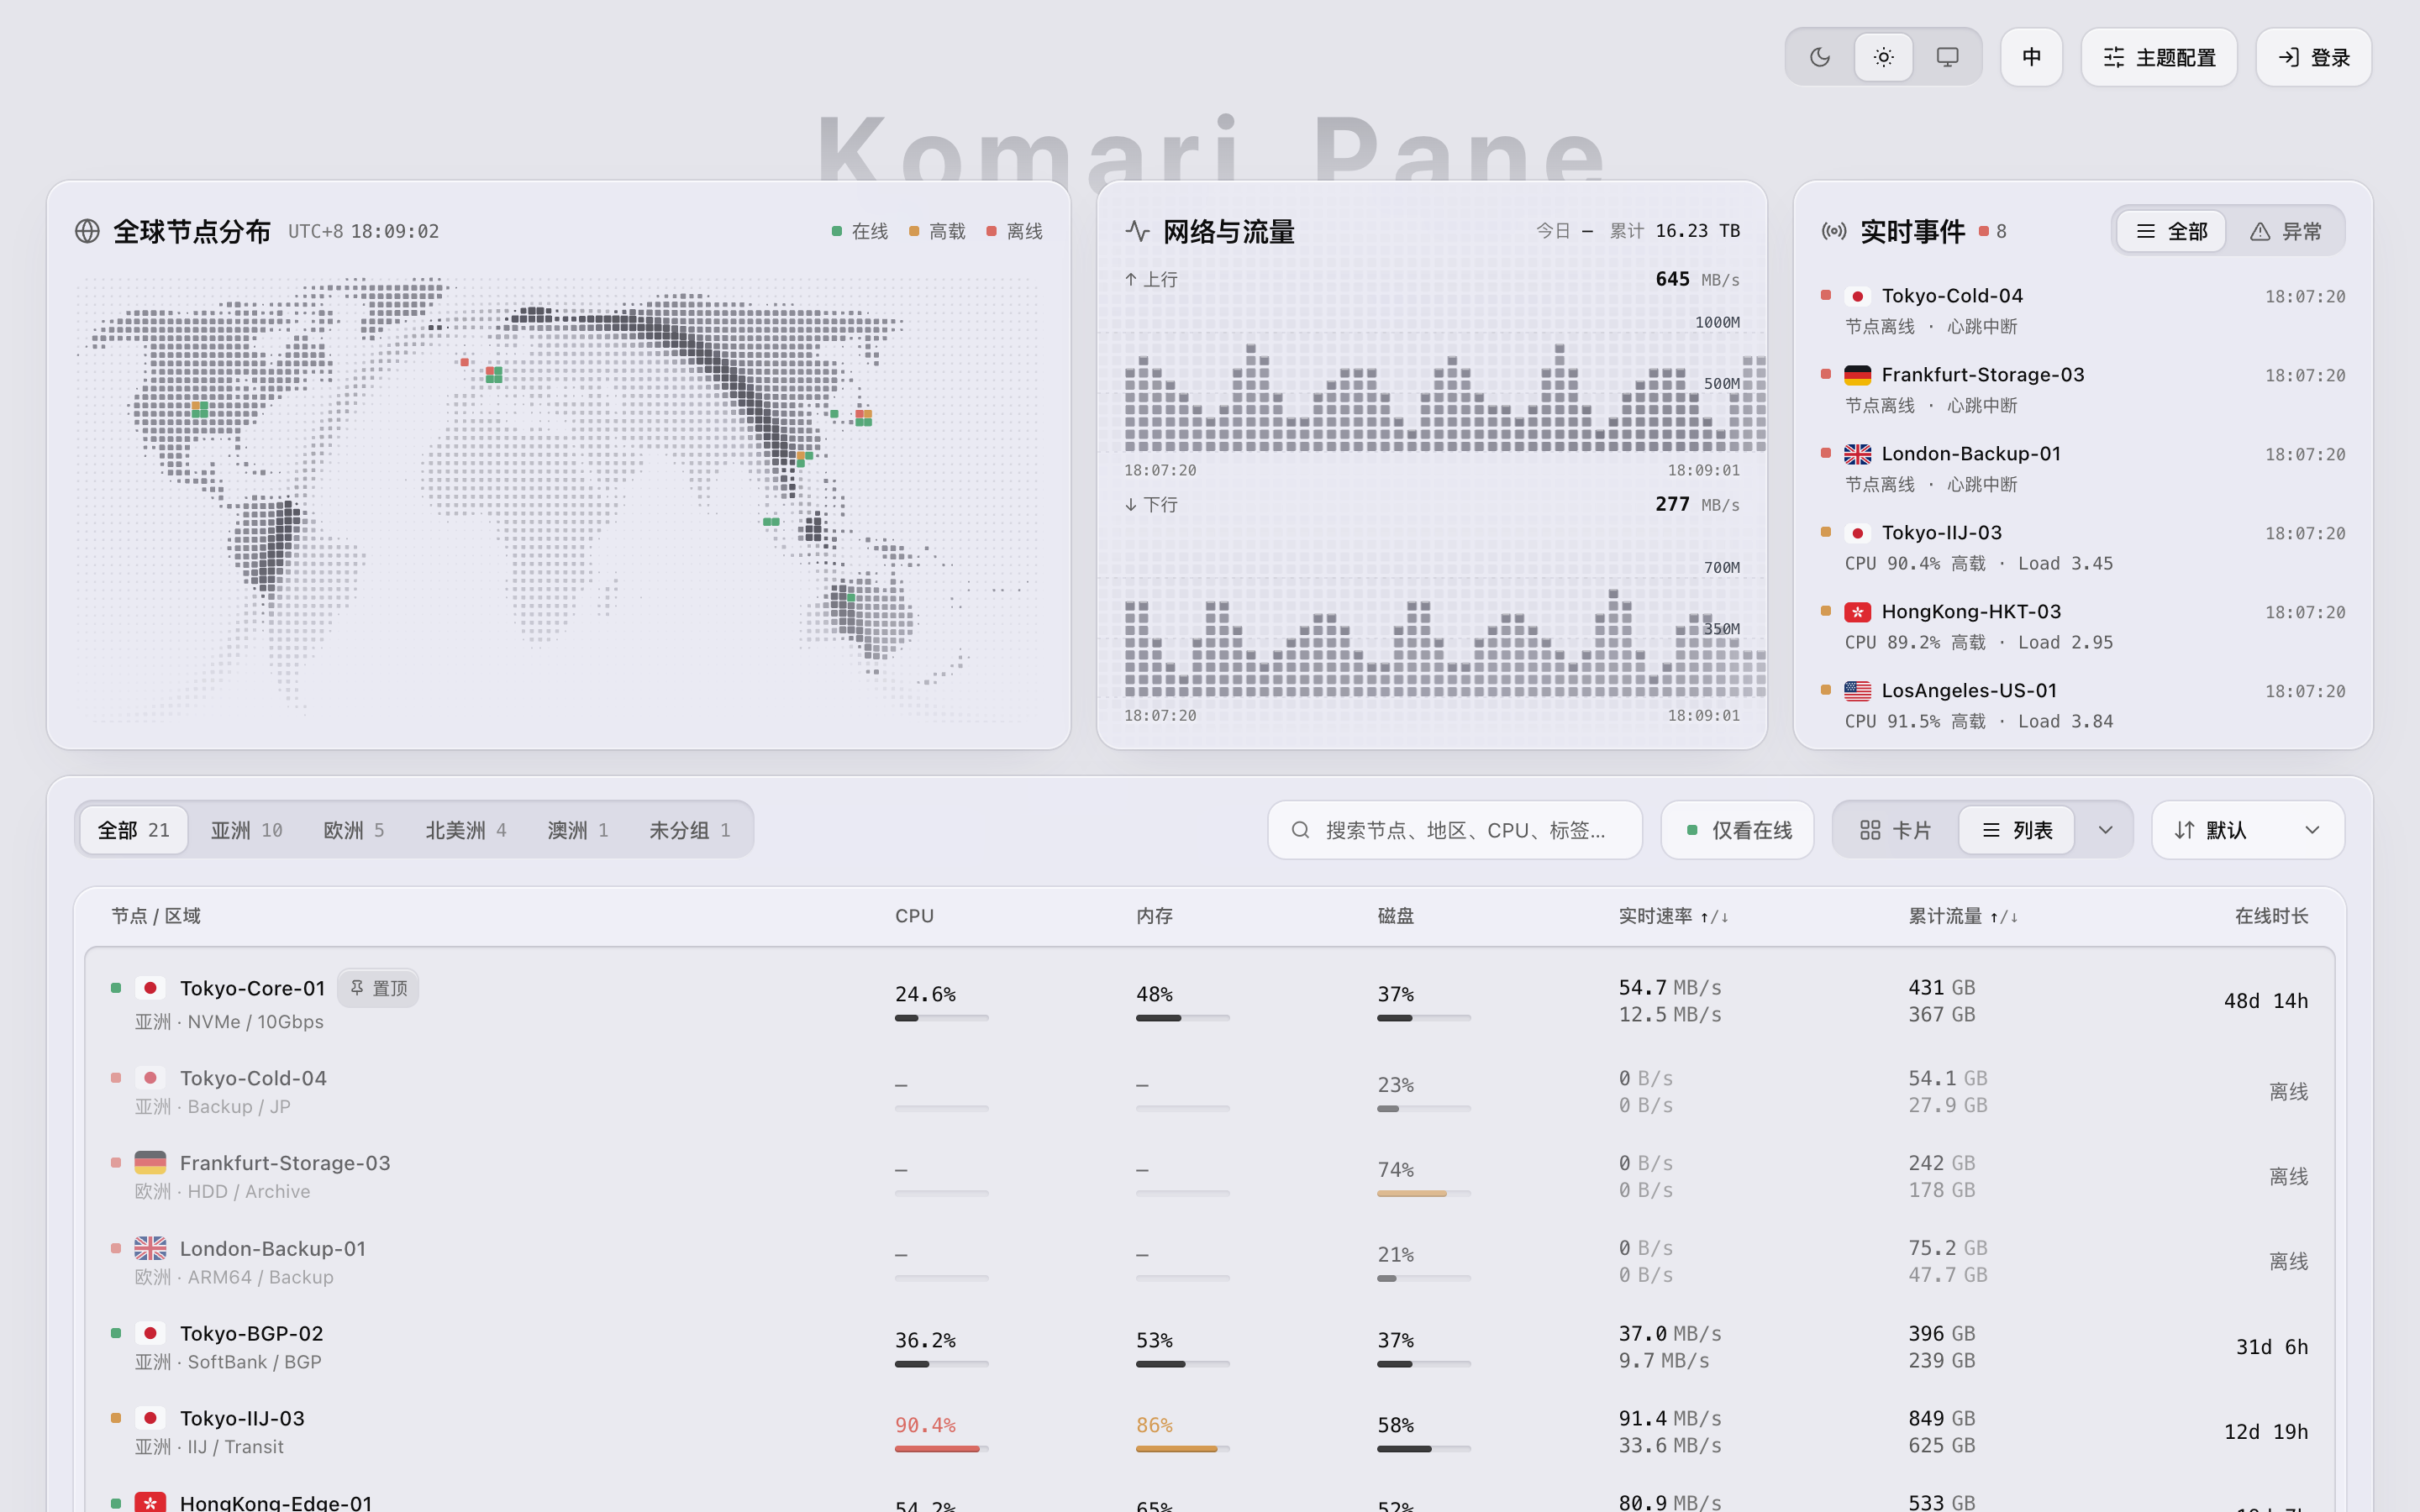 中 主题配置 登录
Komari Pane
全球节点分布 UTC+8 18:09:02 在线 高载 离线
网络与流量 今日 — 累计 16.23 TB
↑ 上行 645 MB/s
1000M
500M
18:07:20 18:09:01
↓ 下行 277 MB/s
700M
350M
18:07:20 18:09:01
实时事件 8 全部 异常
Tokyo-Cold-04 18:07:20
节点离线 · 心跳中断
Frankfurt-Storage-03 18:07:20
节点离线 · 心跳中断
London-Backup-01 18:07:20
节点离线 · 心跳中断
Tokyo-IIJ-03 18:07:20
CPU 90.4% 高载 · Load 3.45
HongKong-HKT-03 18:07:20
CPU 89.2% 高载 · Load 2.95
LosAngeles-US-01 18:07:20
CPU 91.5% 高载 · Load 3.84
全部 21 亚洲 10 欧洲 5 北美洲 4 澳洲 1 未分组 1 搜索节点、地区、CPU、标签... 仅看在线 卡片 列表 默认
节点 / 区域 CPU 内存 磁盘 实时速率 ↑/↓ 累计流量 ↑/↓ 在线时长
Tokyo-Core-01 置顶 24.6% 48% 37% 54.7 MB/s 431 GB 48d 14h
亚洲 · NVMe / 10Gbps 12.5 MB/s 367 GB
Tokyo-Cold-04 — — 23% 0 B/s 54.1 GB 离线
亚洲 · Backup / JP 0 B/s 27.9 GB
Frankfurt-Storage-03 — — 74% 0 B/s 242 GB 离线
欧洲 · HDD / Archive 0 B/s 178 GB
London-Backup-01 — — 21% 0 B/s 75.2 GB 离线
欧洲 · ARM64 / Backup 0 B/s 47.7 GB
Tokyo-BGP-02 36.2% 53% 37% 37.0 MB/s 396 GB 31d 6h
亚洲 · SoftBank / BGP 9.7 MB/s 239 GB
Tokyo-IIJ-03 90.4% 86% 58% 91.4 MB/s 849 GB 12d 19h
亚洲 · IIJ / Transit 33.6 MB/s 625 GB
HongKong-Edge-01 54.2% 65% 52% 80.9 MB/s 533 GB